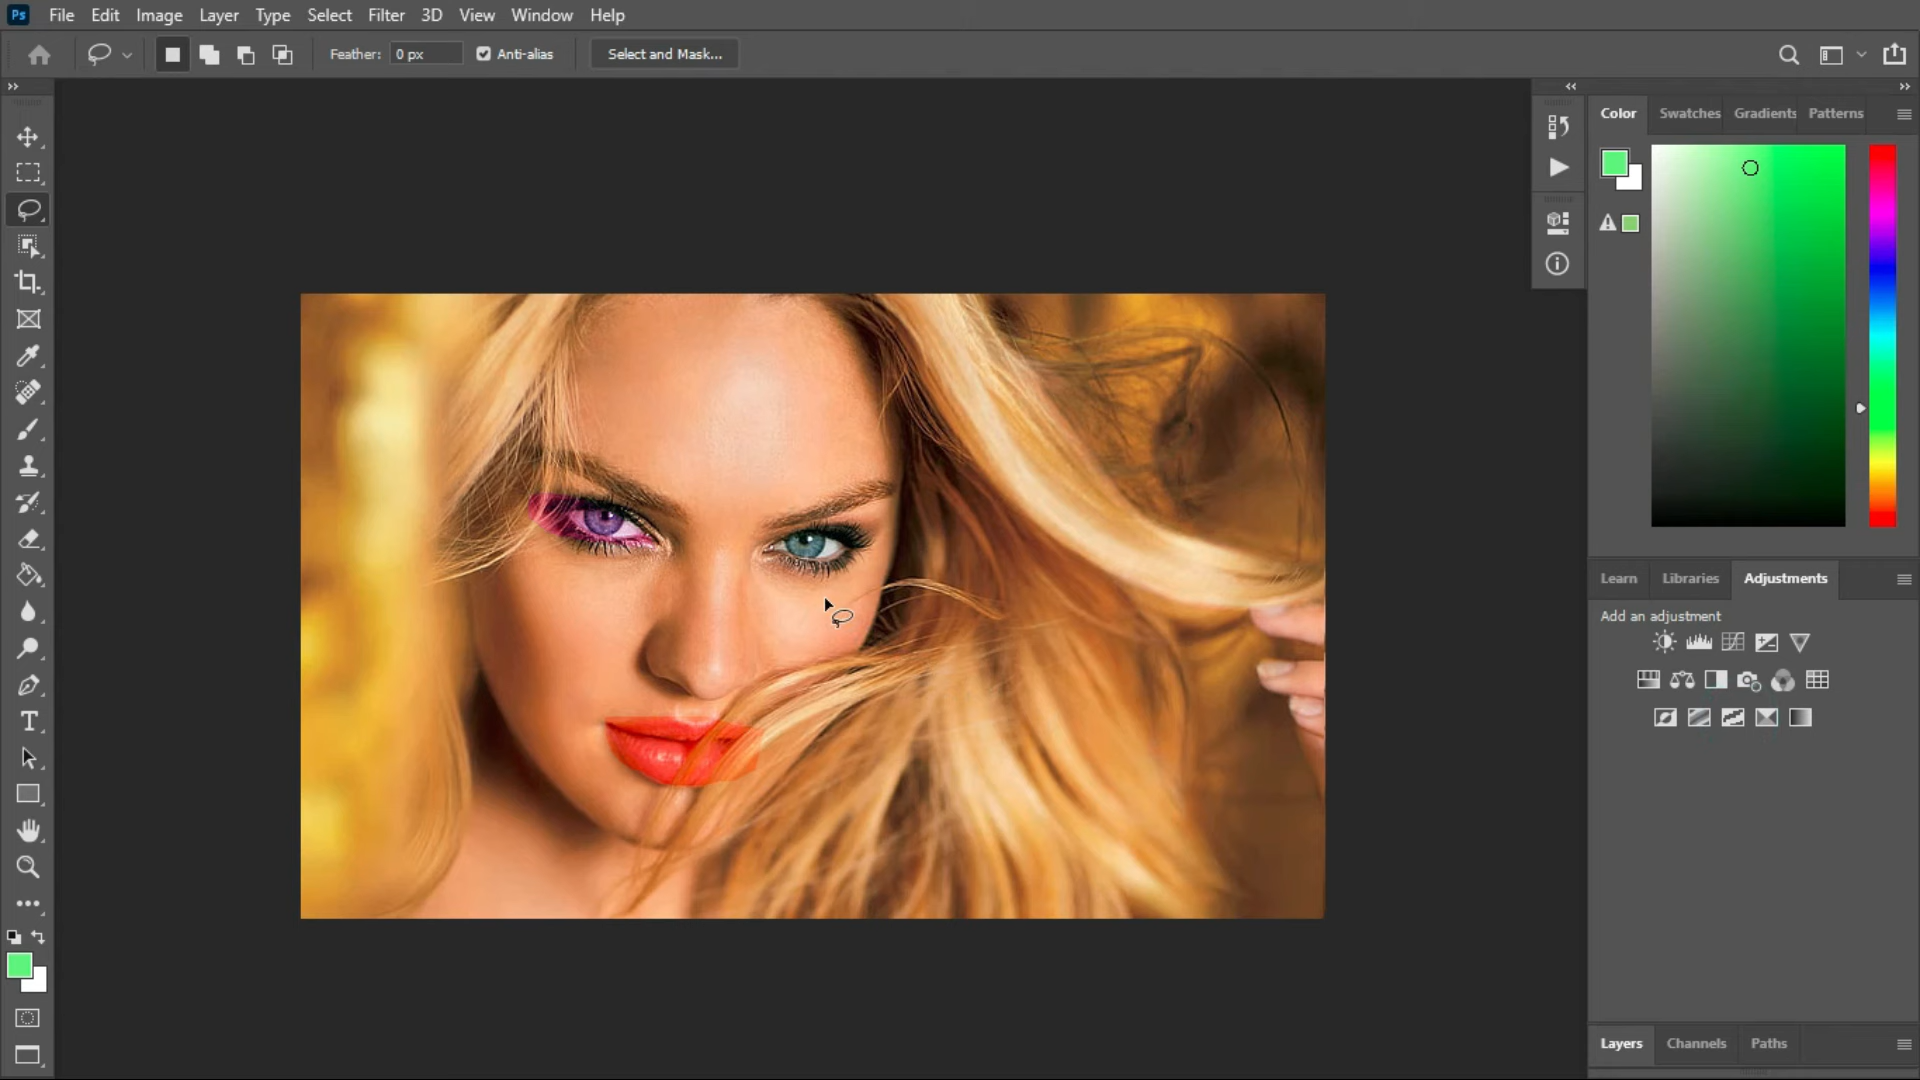 Ps File Edit Image Layer Type Select Filter 3D View Window Help
Feather: 0 px Anti-alias Select and Mask...
Color Swatches Gradients Patterns
Learn Libraries Adjustments
Add an adjustment
T
Layers Channels Paths